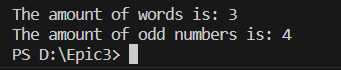 The amount of words is: 3
The amount of odd numbers is: 4
PS D:\Epic3>